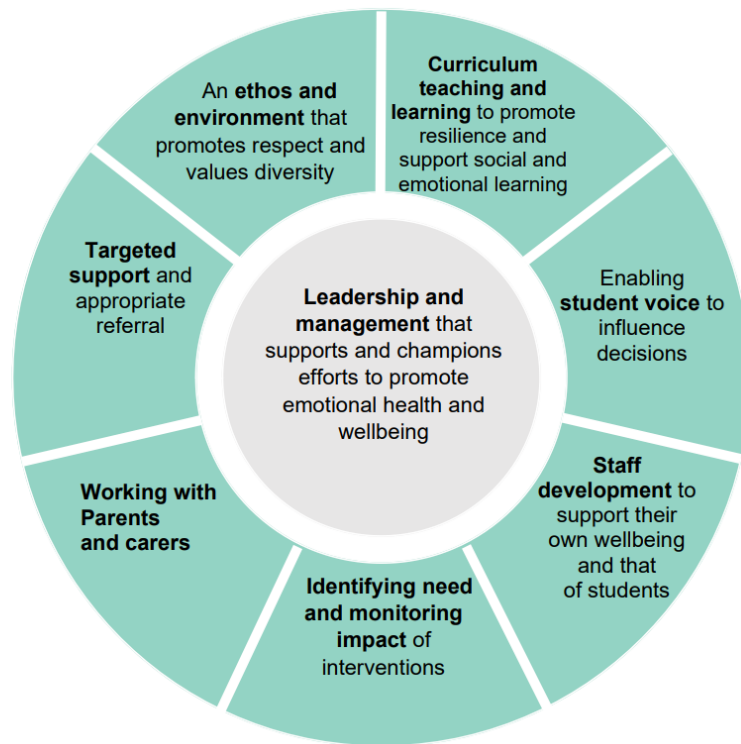 An ethos and
environment that
promotes respect and
values diversity
Curriculum
teaching and
learning to promote
resilience and
support social and
emotional learning
Enabling
student voice to
influence
decisions
Staff
development to
support their
own wellbeing
and that
of students
Identifying need
and monitoring
impact of
interventions
Working with
Parents
and carers
Targeted
support and
appropriate
referral
Leadership and
management that
supports and champions
efforts to promote
emotional health and
wellbeing